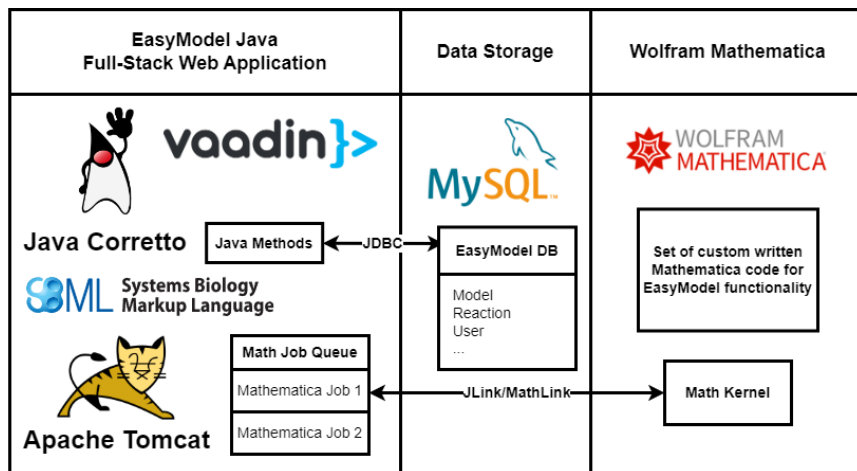 EasyModel Java
Full-Stack Web Application
Data Storage
Wolfram Mathematica
vaadin}>
MySQL™
WOLFRAM
MATHEMATICA
Java Corretto
Java Methods
JDBC
EasyModel DB
Model
Reaction
User
...
Set of custom written
Mathematica code for
EasyModel functionality
SBML
Systems Biology
Markup Language
Math Job Queue
Mathematica Job 1
Mathematica Job 2
JLink/MathLink
Math Kernel
Apache Tomcat